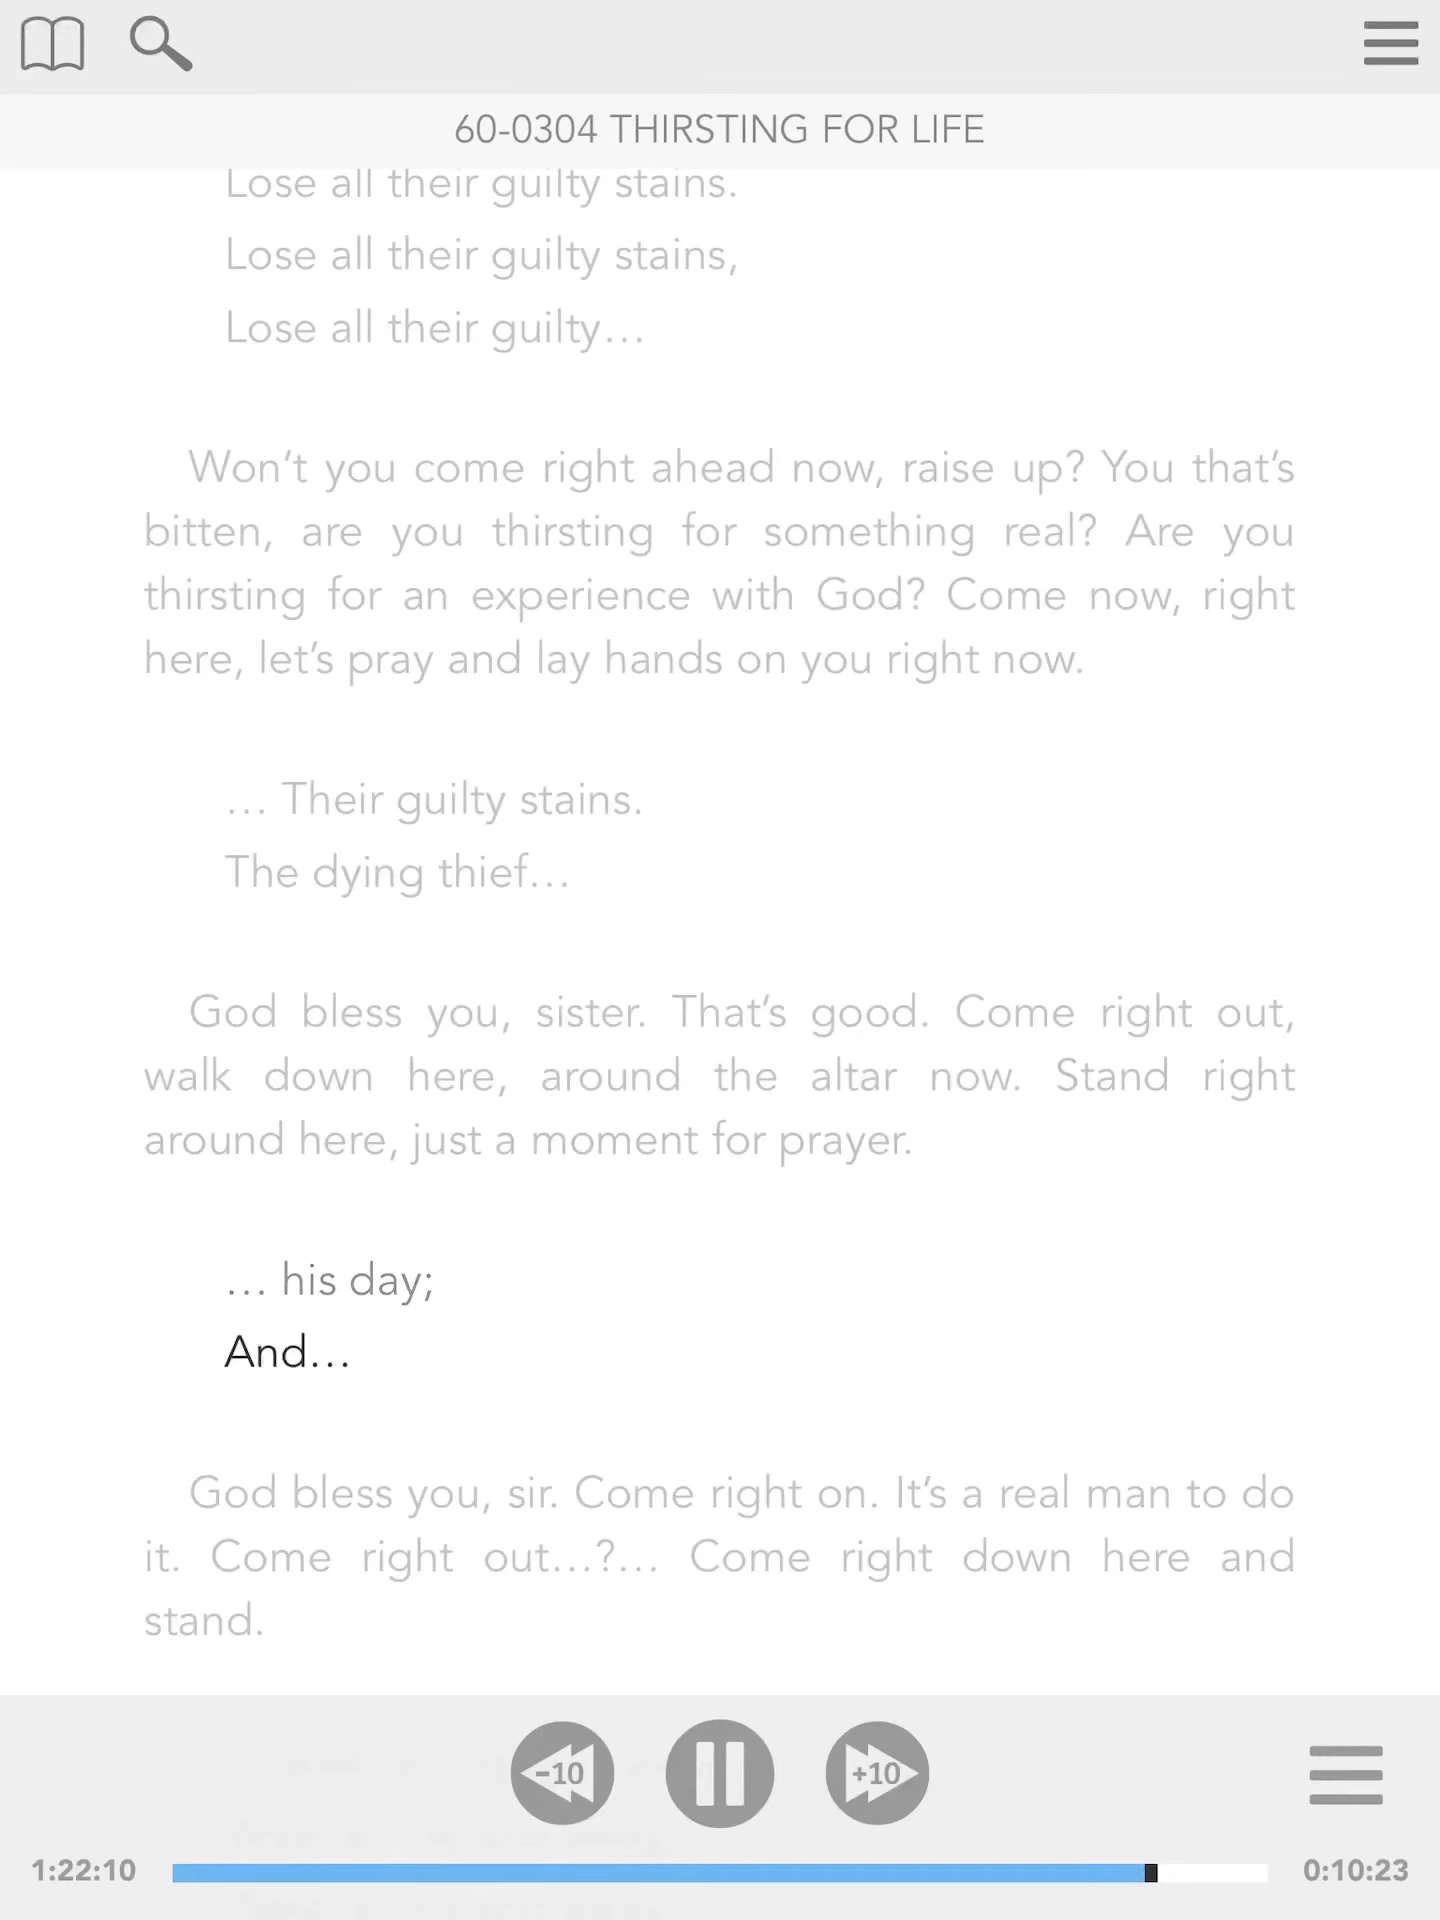 60-0304 THIRSTING FOR LIFE
Lose all their guilty stains.
Lose all their guilty stains,
Lose all their guilty…
Won’t you come right ahead now, raise up? You that’s
bitten, are you thirsting for something real? Are you
thirsting for an experience with God? Come now, right
here, let’s pray and lay hands on you right now.
… Their guilty stains.
The dying thief…
God bless you, sister. That’s good. Come right out,
walk down here, around the altar now. Stand right
around here, just a moment for prayer.
… his day;
And…
God bless you, sir. Come right on. It’s a real man to do
it. Come right out…?… Come right down here and
stand.
-10 +10
1:22:10 0:10:23